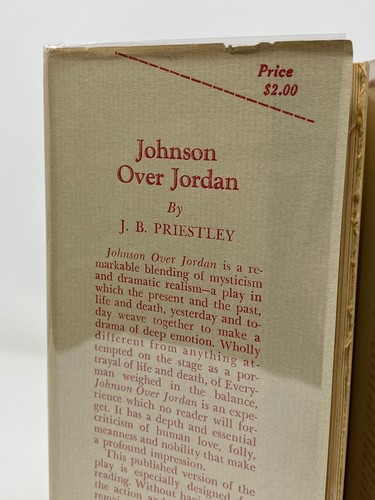 Price
$2.00
Johnson
Over Jordan
By
J. B. PRIESTLEY
Johnson Over Jordan is a re-
markable blending of mysticism
and dramatic realism—a play in
which the present and the past,
life and death, yesterday and to-
day weave together to make a
drama of deep emotion. Wholly
different from anything at-
tempted on the stage as a por-
trayal of life and death, of Every-
man weighed in the balance,
Johnson Over Jordan is an expe-
rience which no reader will for-
get. It has a depth and essential
criticism of human love, folly,
meanness and nobility that make
a profound impression.
This published version of the
play is especially designed for
reading. Without
the action